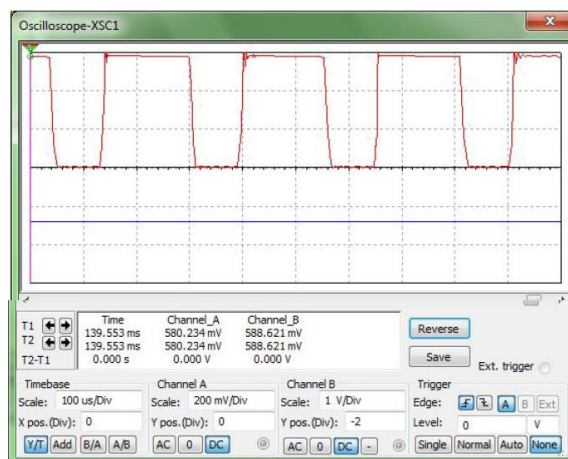 Oscilloscope-XSC1
x
T1
T2
T2-T1
Time Channel_A Channel_B
139.553 ms 580.234 mV 588.621 mV
139.553 ms 580.234 mV 588.621 mV
0.000 s 0.000 V 0.000 V
Reverse
Save
Ext. trigger
Timebase
Scale: 100 us/Div
X pos.(Div): 0
Y/T Add B/A A/B
Channel A
Scale: 200 mV/Div
Y pos.(Div): 0
AC 0 DC
Channel B
Scale: 1 V/Div
Y pos.(Div): -2
AC 0 DC -
Trigger
Edge: A B Ext
Level: 0 V
Single Normal Auto None